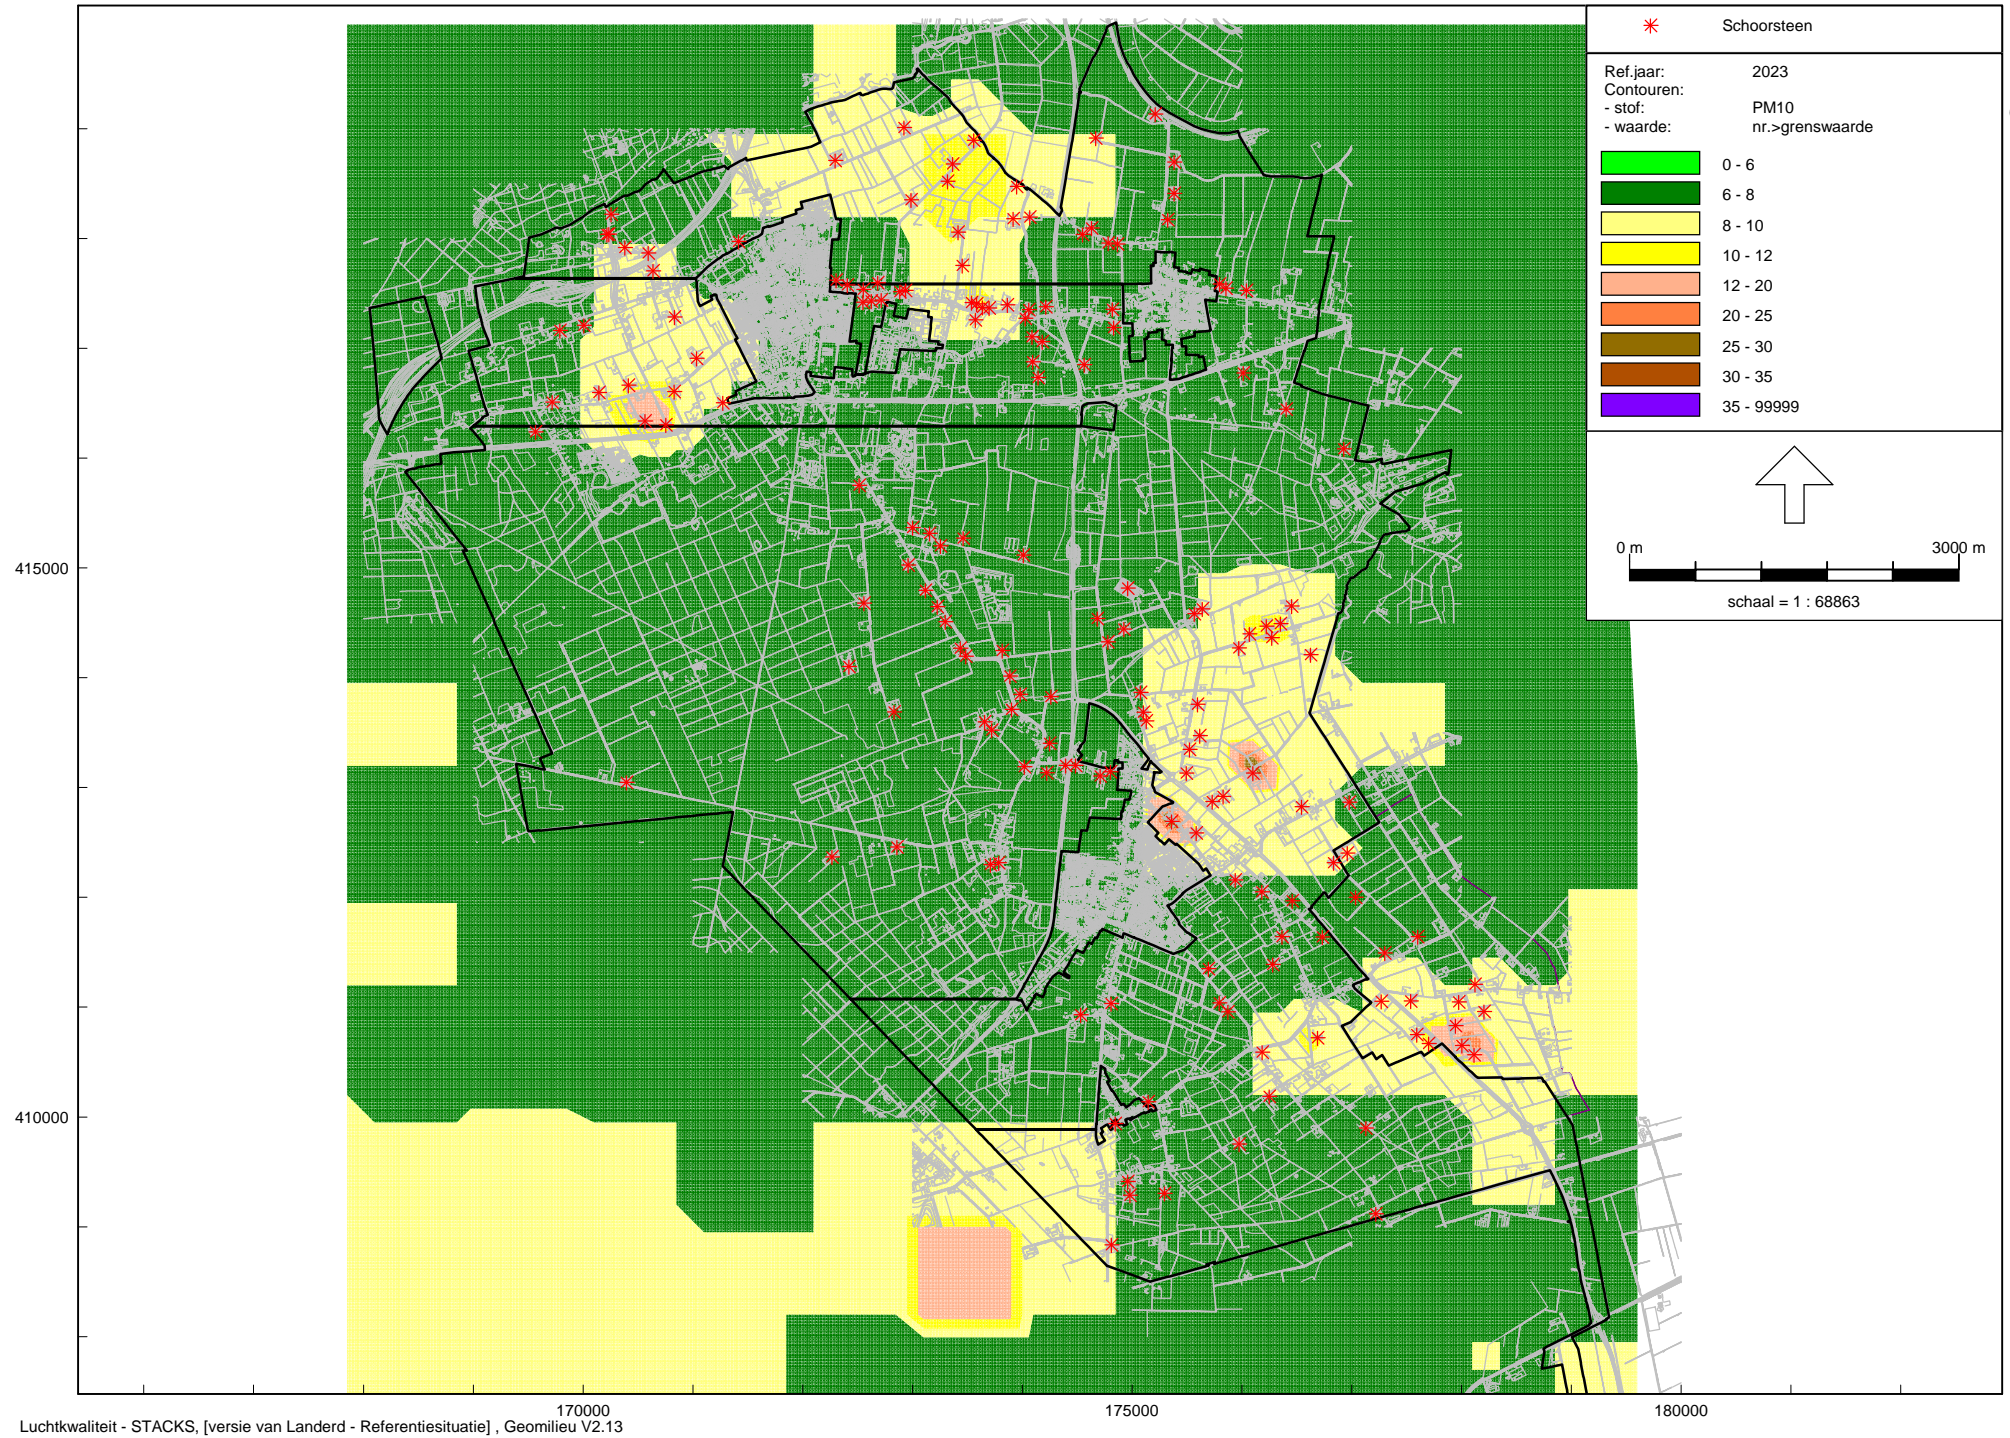 Schoorsteen
Ref.jaar: 2023
Contouren:
- stof: PM10
- waarde: nr.>grenswaarde
0 - 6
6 - 8
8 - 10
10 - 12
12 - 20
20 - 25
25 - 30
30 - 35
35 - 99999
0 m 3000 m
schaal = 1 : 68863
415000
410000
170000 175000 180000
Luchtkwaliteit - STACKS, [versie van Landerd - Referentiesituatie] , Geomilieu V2.13